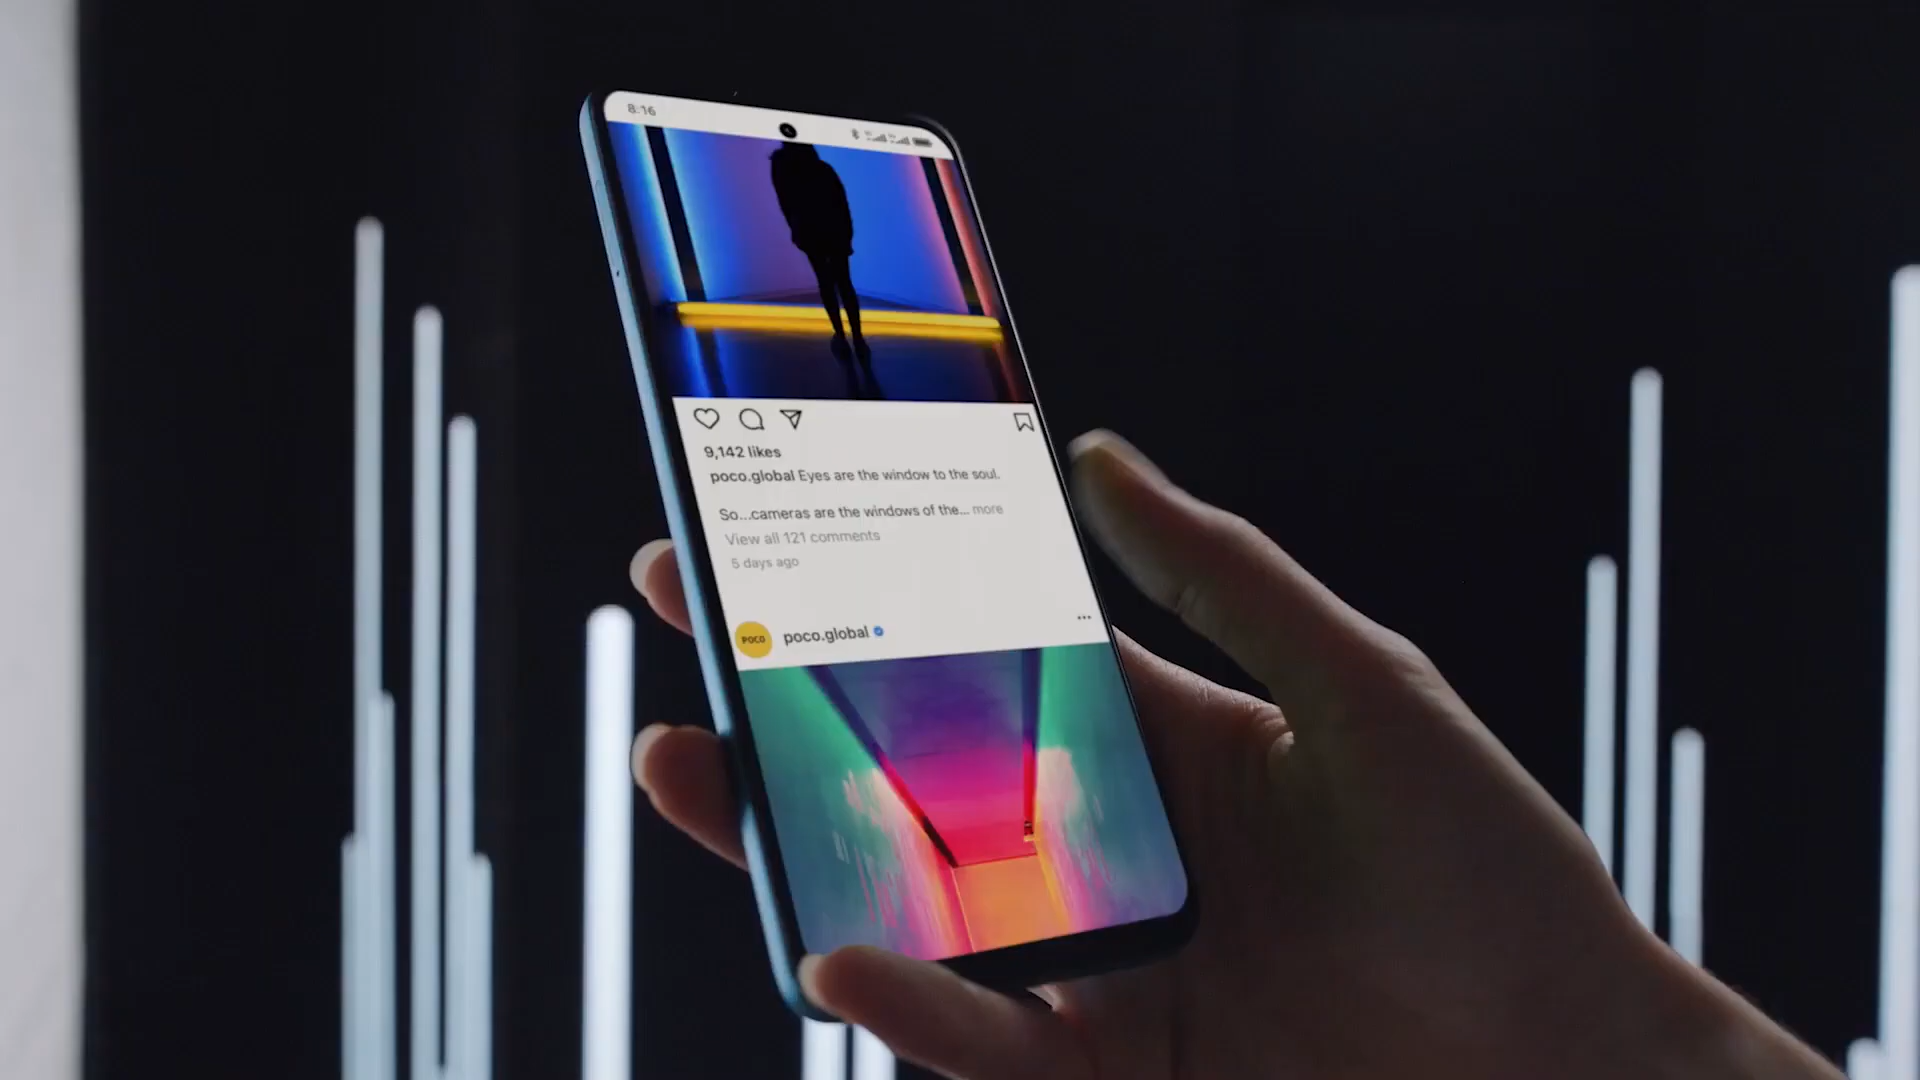 8:16
9,142 likes
poco.global Eyes are the window to the soul.
So...cameras are the windows of the... more
View all 121 comments
5 days ago
POCO
poco.global